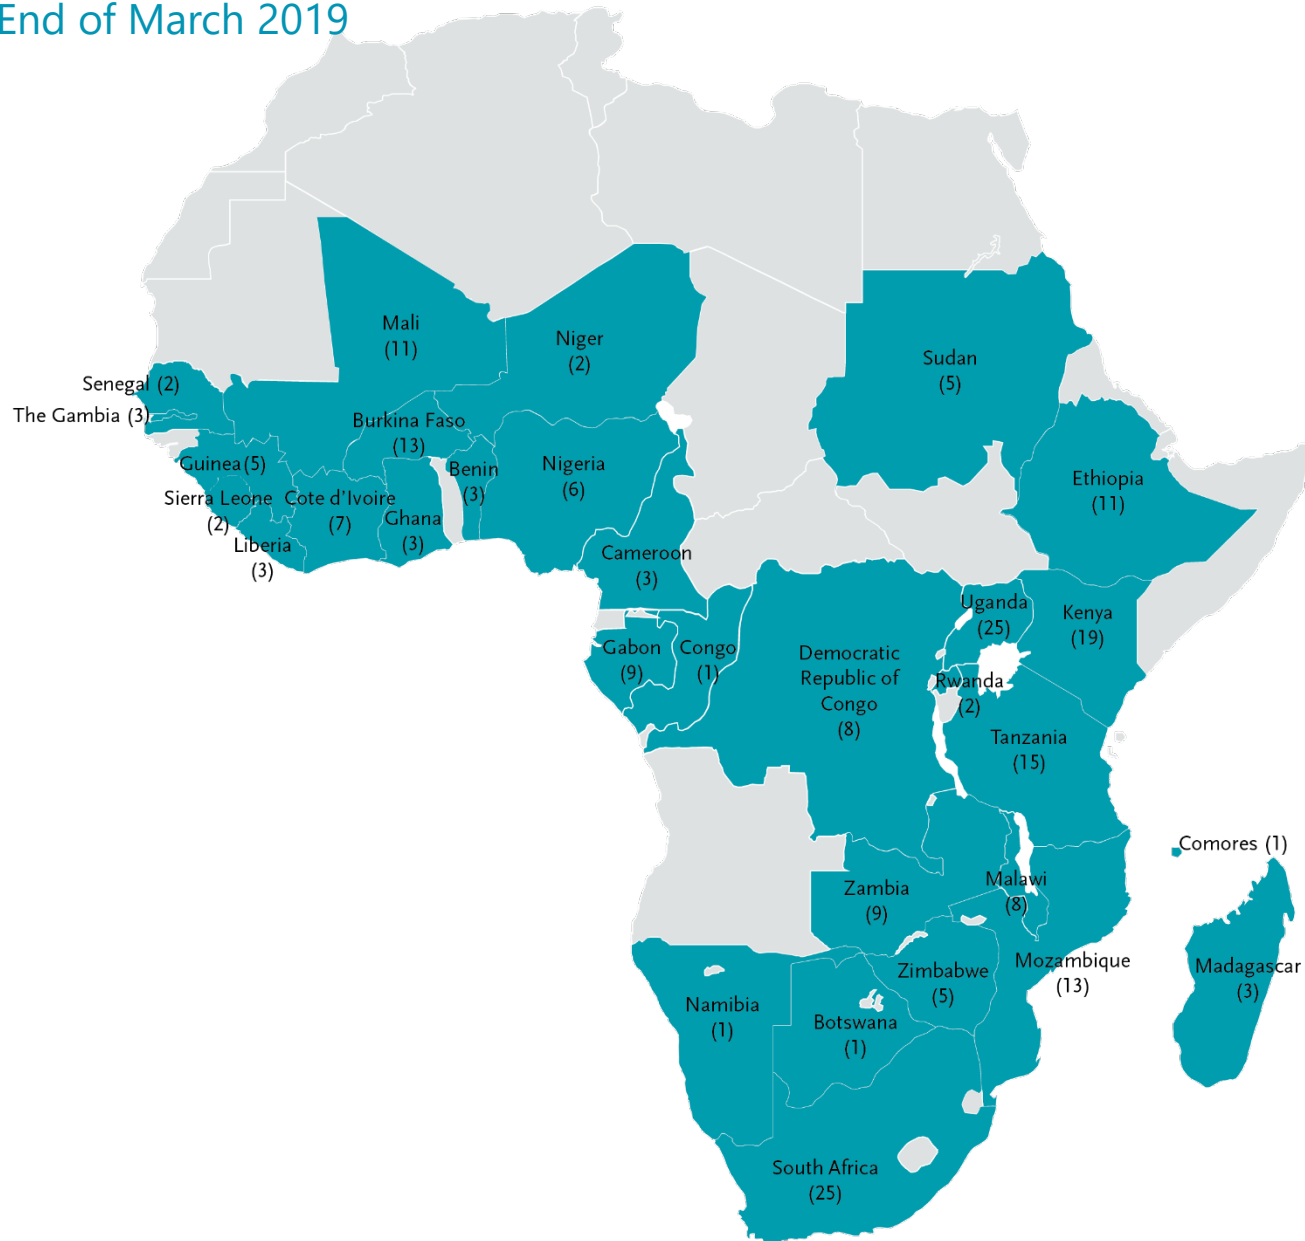 End of March 2019
Mali
(11)
Niger
(2)
Sudan
(5)
Senegal (2)
The Gambia (3)
Burkina Faso
(13)
Guinea (5)
Benin
(3)
Nigeria
(6)
Ethiopia
(11)
Sierra Leone
(2)
Cote d'Ivoire
(7)
Ghana
(3)
Liberia
(3)
Cameroon
(3)
Uganda
(25)
Kenya
(19)
Gabon
(9)
Congo
(1)
Democratic
Republic of
Congo
(8)
Rwanda
(2)
Tanzania
(15)
Comores (1)
Zambia
(9)
Malawi
(8)
Mozambique
(13)
Madagascar
(3)
Zimbabwe
(5)
Namibia
(1)
Botswana
(1)
South Africa
(25)